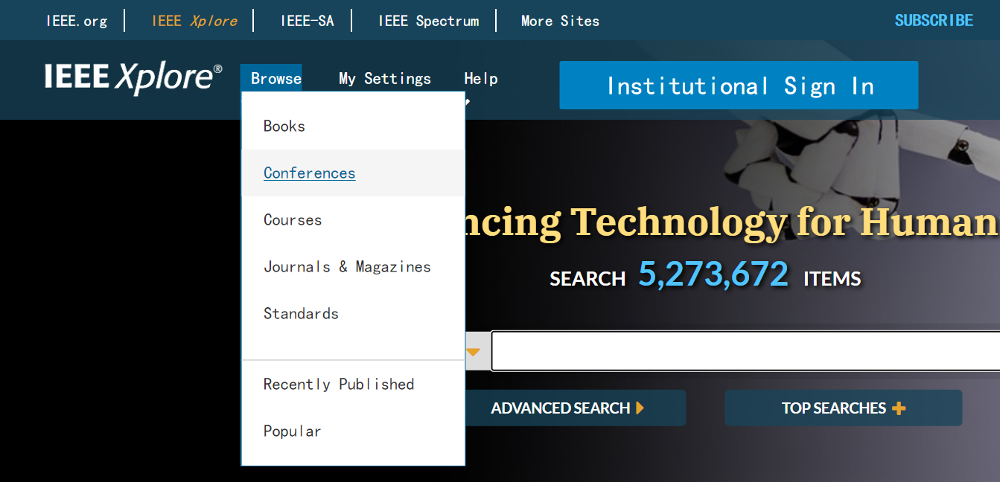 IEEE.org IEEE Xplore IEEE-SA IEEE Spectrum More Sites SUBSCRIBE
IEEE Xplore® Browse My Settings Help Institutional Sign In
Books
Conferences
Courses
Journals & Magazines
Standards
Recently Published
Popular
ncing Technology for Human
SEARCH 5,273,672 ITEMS
ADVANCED SEARCH TOP SEARCHES